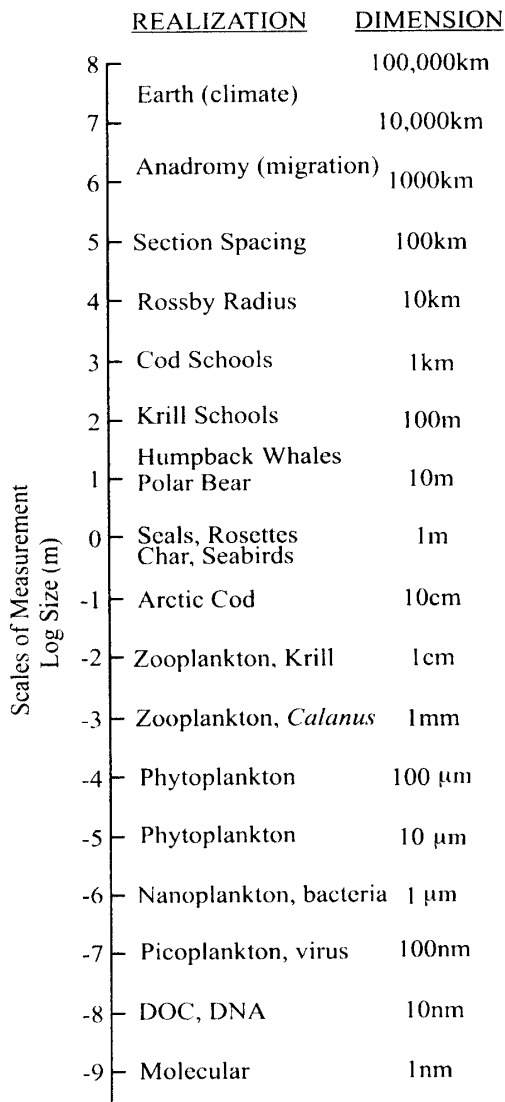 REALIZATION DIMENSION
8 100,000km
Earth (climate)
7 10,000km
Anadromy (migration)
6 1000km
5 Section Spacing 100km
4 Rossby Radius 10km
3 Cod Schools 1km
2 Krill Schools 100m
Humpback Whales
1 Polar Bear 10m
0 Seals, Rosettes 1m
Char, Seabirds
-1 Arctic Cod 10cm
-2 Zooplankton, Krill 1cm
-3 Zooplankton, Calanus 1mm
-4 Phytoplankton 100 µm
-5 Phytoplankton 10 µm
-6 Nanoplankton, bacteria 1 µm
-7 Picoplankton, virus 100nm
-8 DOC, DNA 10nm
-9 Molecular 1nm
Scales of Measurement
Log Size (m)